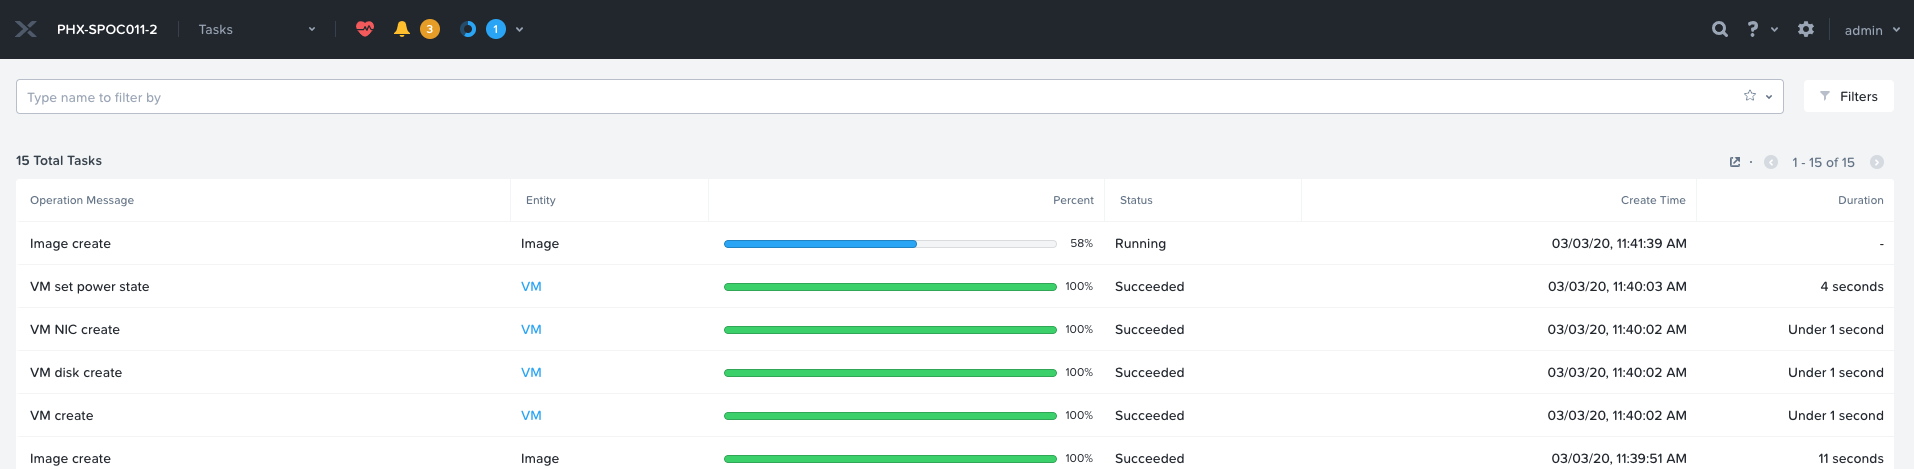 PHX-SPOC011-2 Tasks 3 1 ? admin
Type name to filter by Filters
15 Total Tasks 1 - 15 of 15
Operation Message Entity Percent Status Create Time Duration
Image create Image 58% Running 03/03/20, 11:41:39 AM -
VM set power state VM 100% Succeeded 03/03/20, 11:40:03 AM 4 seconds
VM NIC create VM 100% Succeeded 03/03/20, 11:40:02 AM Under 1 second
VM disk create VM 100% Succeeded 03/03/20, 11:40:02 AM Under 1 second
VM create VM 100% Succeeded 03/03/20, 11:40:02 AM Under 1 second
Image create Image 100% Succeeded 03/03/20, 11:39:51 AM 11 seconds